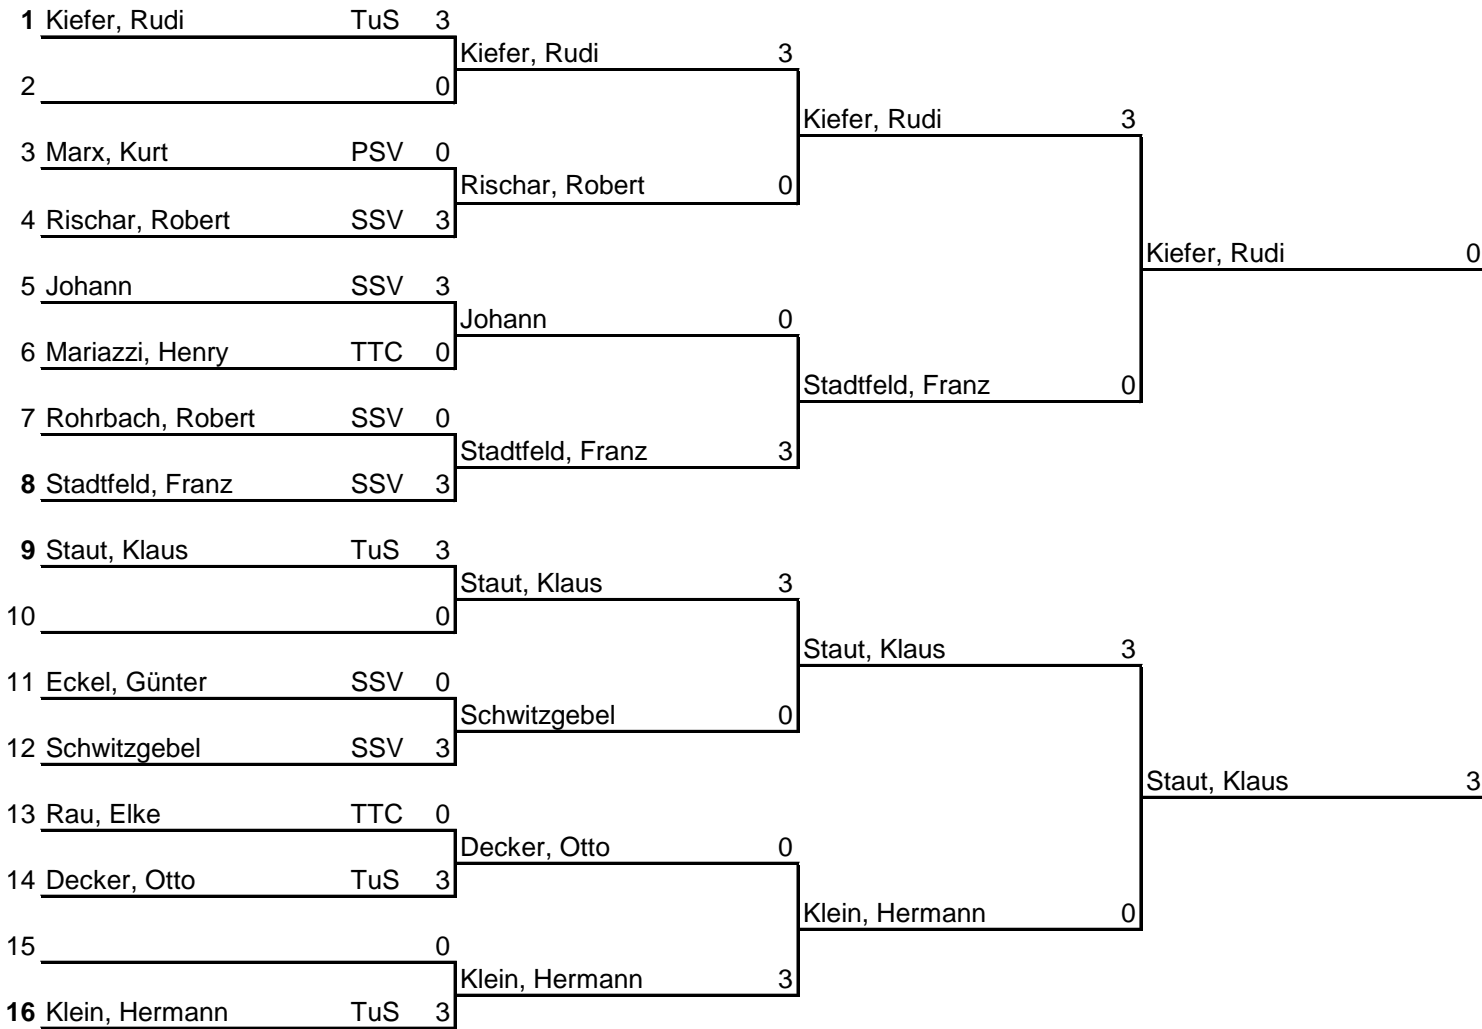 1 Kiefer, Rudi TuS 3
Kiefer, Rudi 3
2 0
Kiefer, Rudi 3
3 Marx, Kurt PSV 0
Rischar, Robert 0
4 Rischar, Robert SSV 3
Kiefer, Rudi 0
5 Johann SSV 3
Johann 0
6 Mariazzi, Henry TTC 0
Stadtfeld, Franz 0
7 Rohrbach, Robert SSV 0
Stadtfeld, Franz 3
8 Stadtfeld, Franz SSV 3
9 Staut, Klaus TuS 3
Staut, Klaus 3
10 0
Staut, Klaus 3
11 Eckel, Günter SSV 0
Schwitzgebel 0
12 Schwitzgebel SSV 3
Staut, Klaus 3
13 Rau, Elke TTC 0
Decker, Otto 0
14 Decker, Otto TuS 3
Klein, Hermann 0
15 0
Klein, Hermann 3
16 Klein, Hermann TuS 3